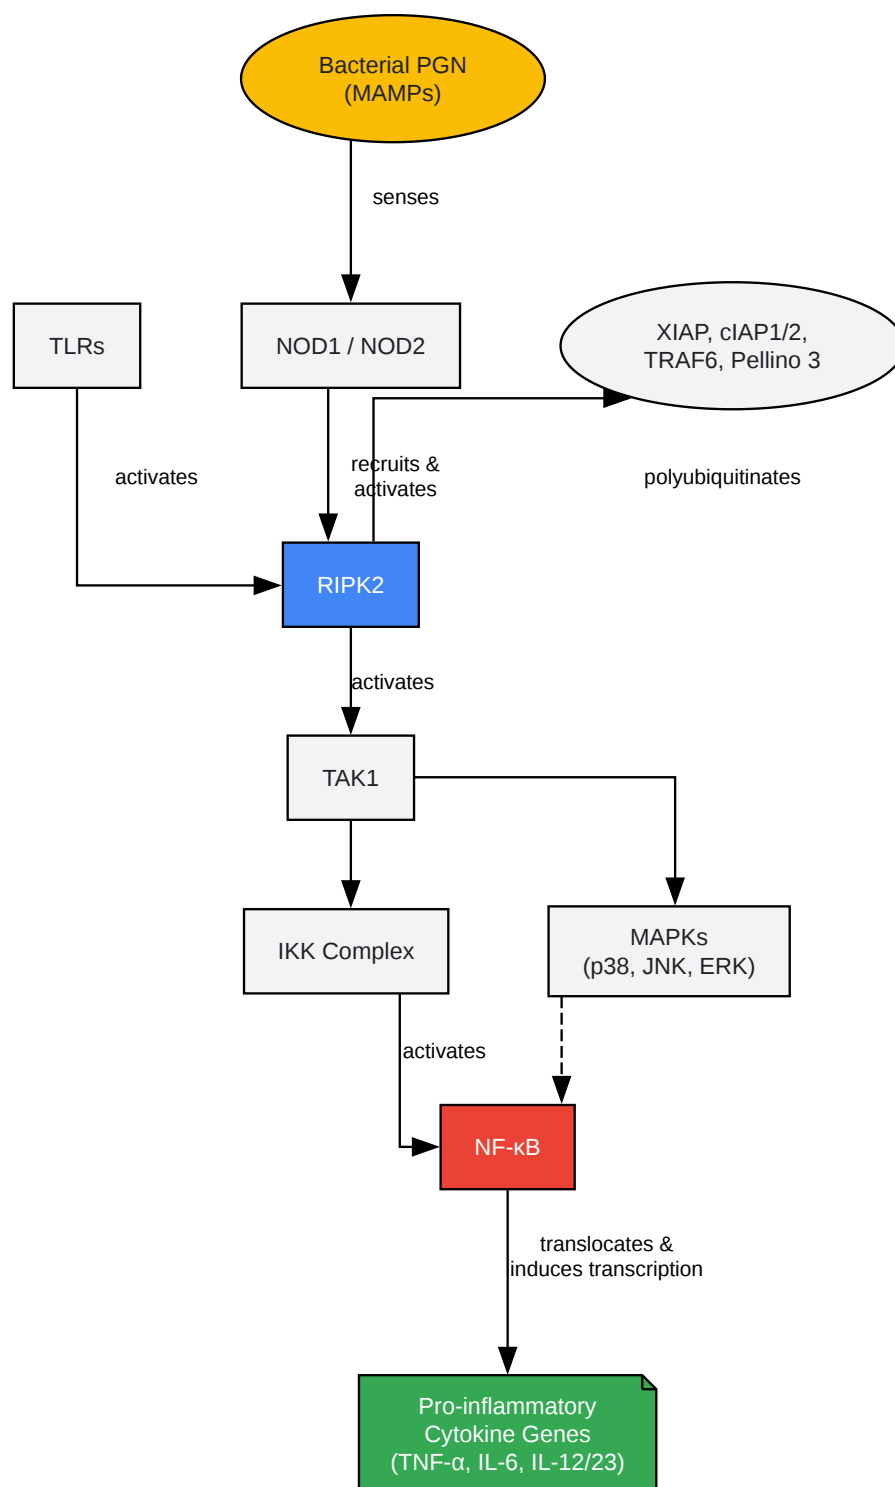 Bacterial PGN
(MAMPs)
senses
TLRs
NOD1 / NOD2
XIAP, cIAP1/2,
TRAF6, Pellino 3
activates
recruits &
activates
polyubiquitinates
RIPK2
activates
TAK1
IKK Complex
MAPKs
(p38, JNK, ERK)
activates
NF-κB
translocates &
induces transcription
Pro-inflammatory
Cytokine Genes
(TNF-α, IL-6, IL-12/23)